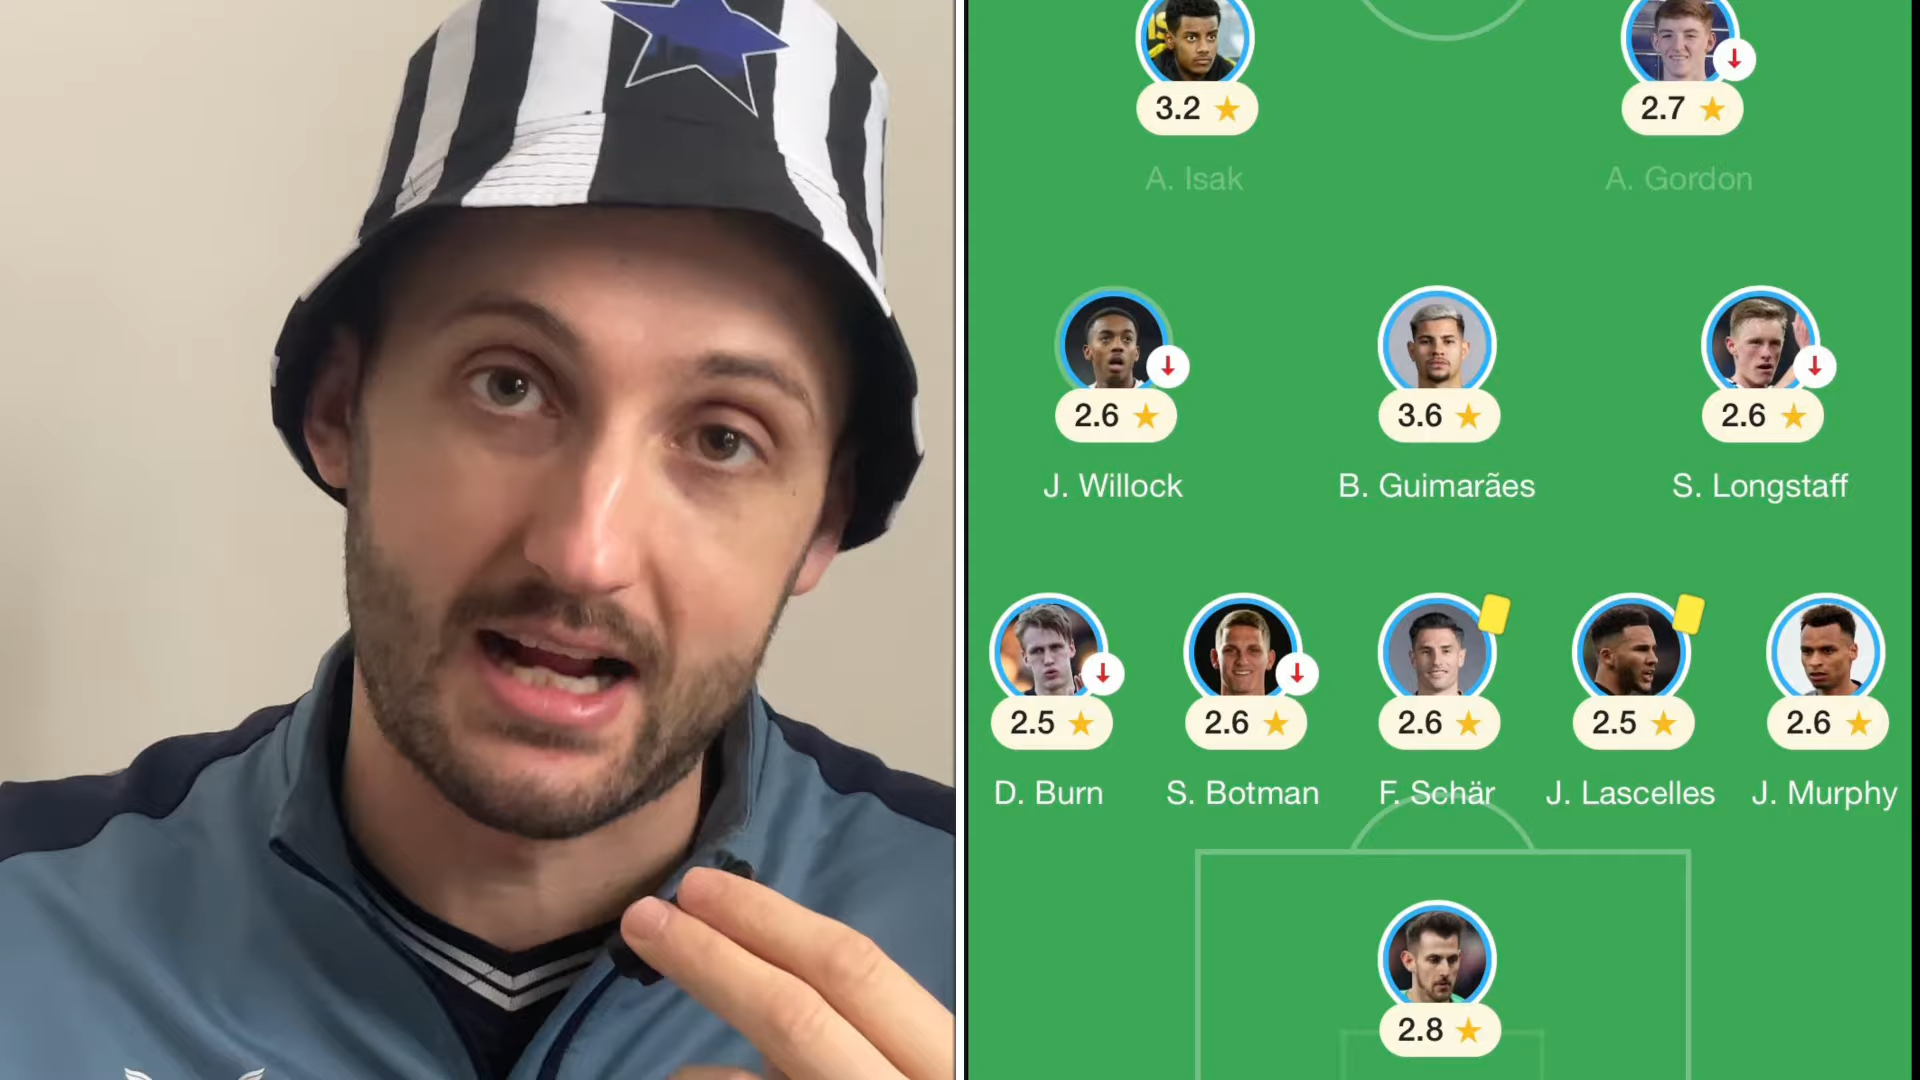 3.2 2.7
A. Isak A. Gordon
2.6 3.6 2.6
J. Willock B. Guimarães S. Longstaff
2.5 2.6 2.6 2.5 2.6
D. Burn S. Botman F. Schär J. Lascelles J. Murphy
2.8